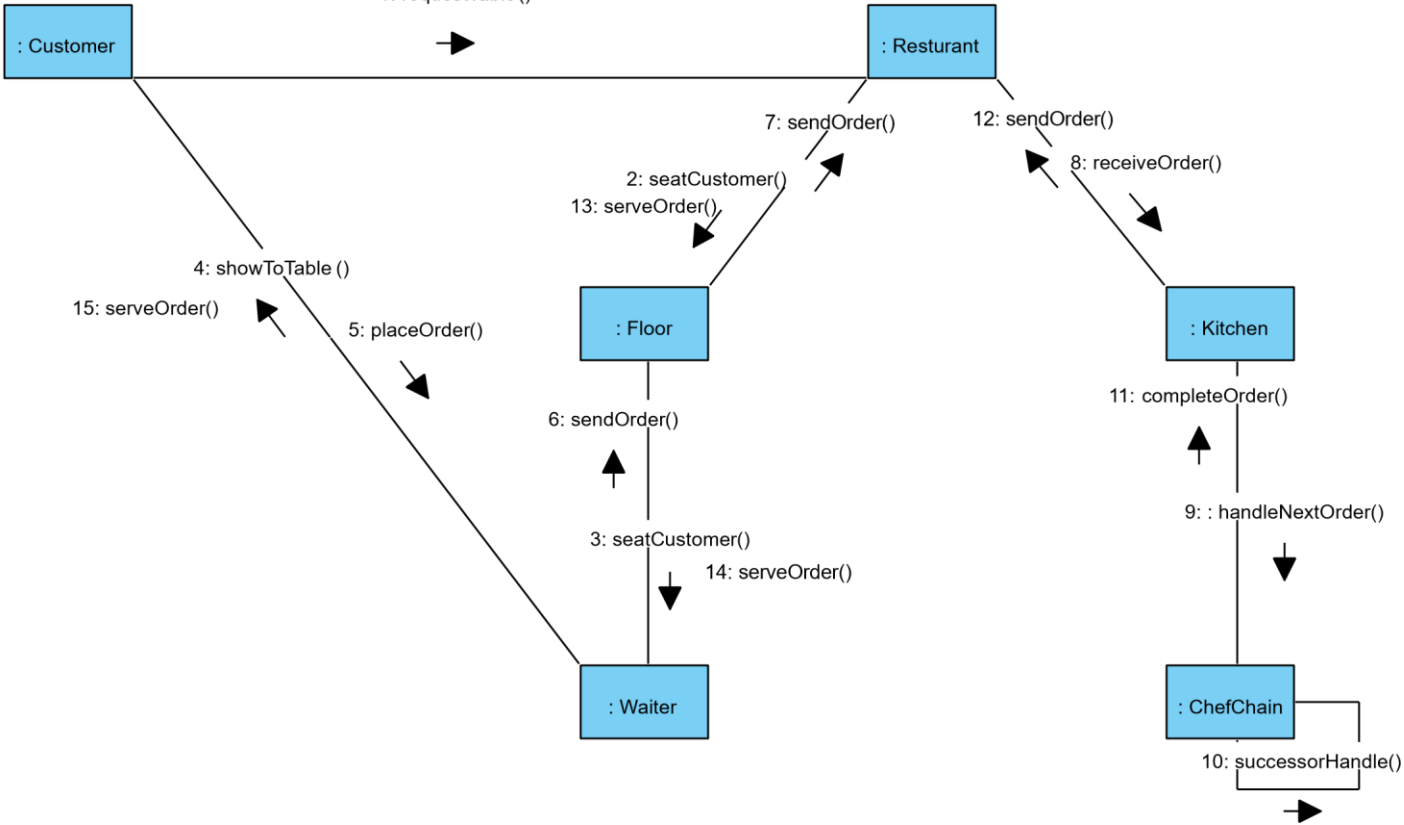 : Customer
: Resturant
7: sendOrder()
12: sendOrder()
8: receiveOrder()
2: seatCustomer()
13: serveOrder()
4: showToTable ()
15: serveOrder()
5: placeOrder()
: Floor
: Kitchen
11: completeOrder()
6: sendOrder()
9: : handleNextOrder()
3: seatCustomer()
14: serveOrder()
: Waiter
: ChefChain
10: successorHandle()